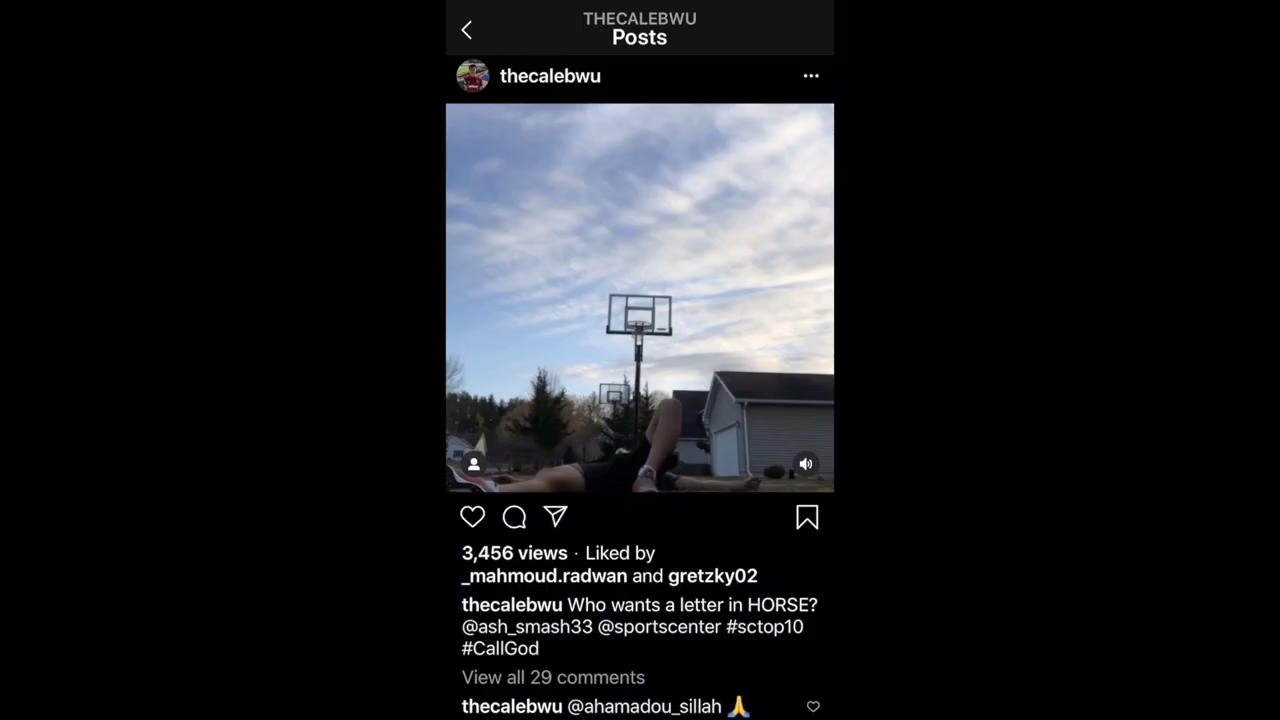 THECALEBWU
Posts
thecalebwu
3,456 views · Liked by
_mahmoud.radwan and gretzky02
thecalebwu Who wants a letter in HORSE?
@ash_smash33 @sportscenter #sctop10
#CallGod
View all 29 comments
thecalebwu @ahamadou_sillah 🙏